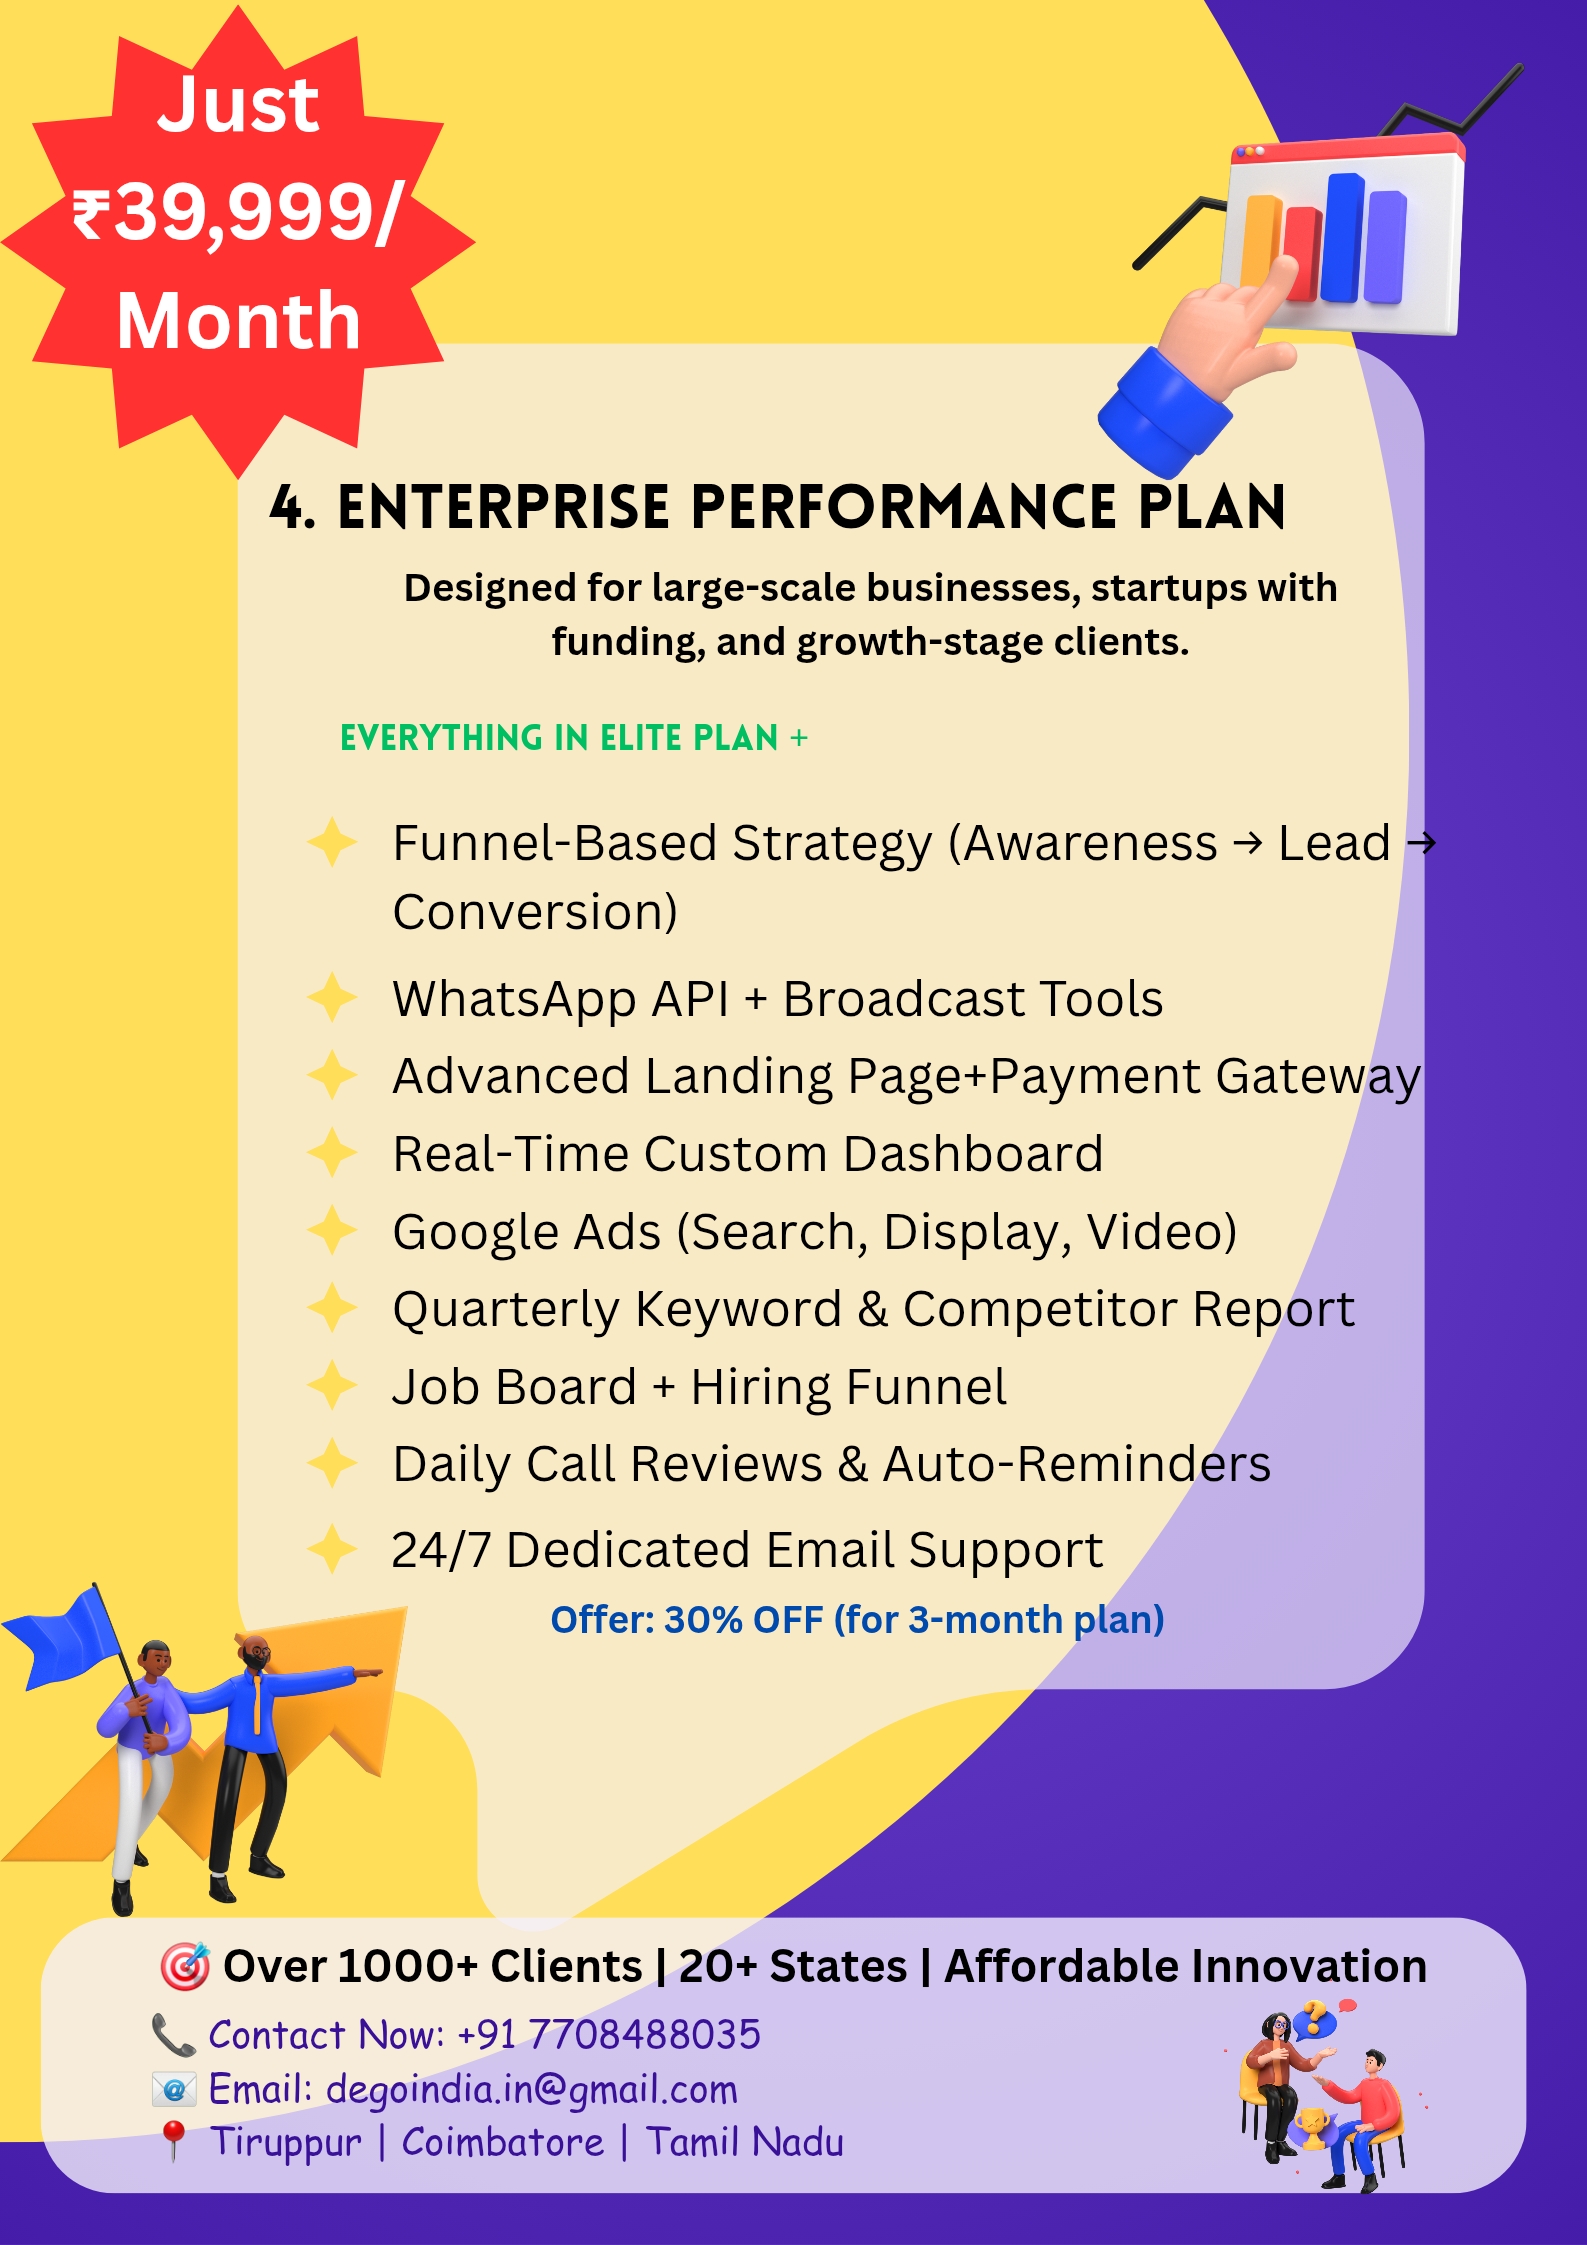 Just
₹39,999/
Month
4. ENTERPRISE PERFORMANCE PLAN
Designed for large-scale businesses, startups with
funding, and growth-stage clients.
EVERYTHING IN ELITE PLAN +
Funnel-Based Strategy (Awareness → Lead →
Conversion)
WhatsApp API + Broadcast Tools
Advanced Landing Page+Payment Gateway
Real-Time Custom Dashboard
Google Ads (Search, Display, Video)
Quarterly Keyword & Competitor Report
Job Board + Hiring Funnel
Daily Call Reviews & Auto-Reminders
24/7 Dedicated Email Support
Offer: 30% OFF (for 3-month plan)
🎯 Over 1000+ Clients | 20+ States | Affordable Innovation
📞 Contact Now: +91 7708488035
📧 Email: degoindia.in@gmail.com
📍 Tiruppur | Coimbatore | Tamil Nadu